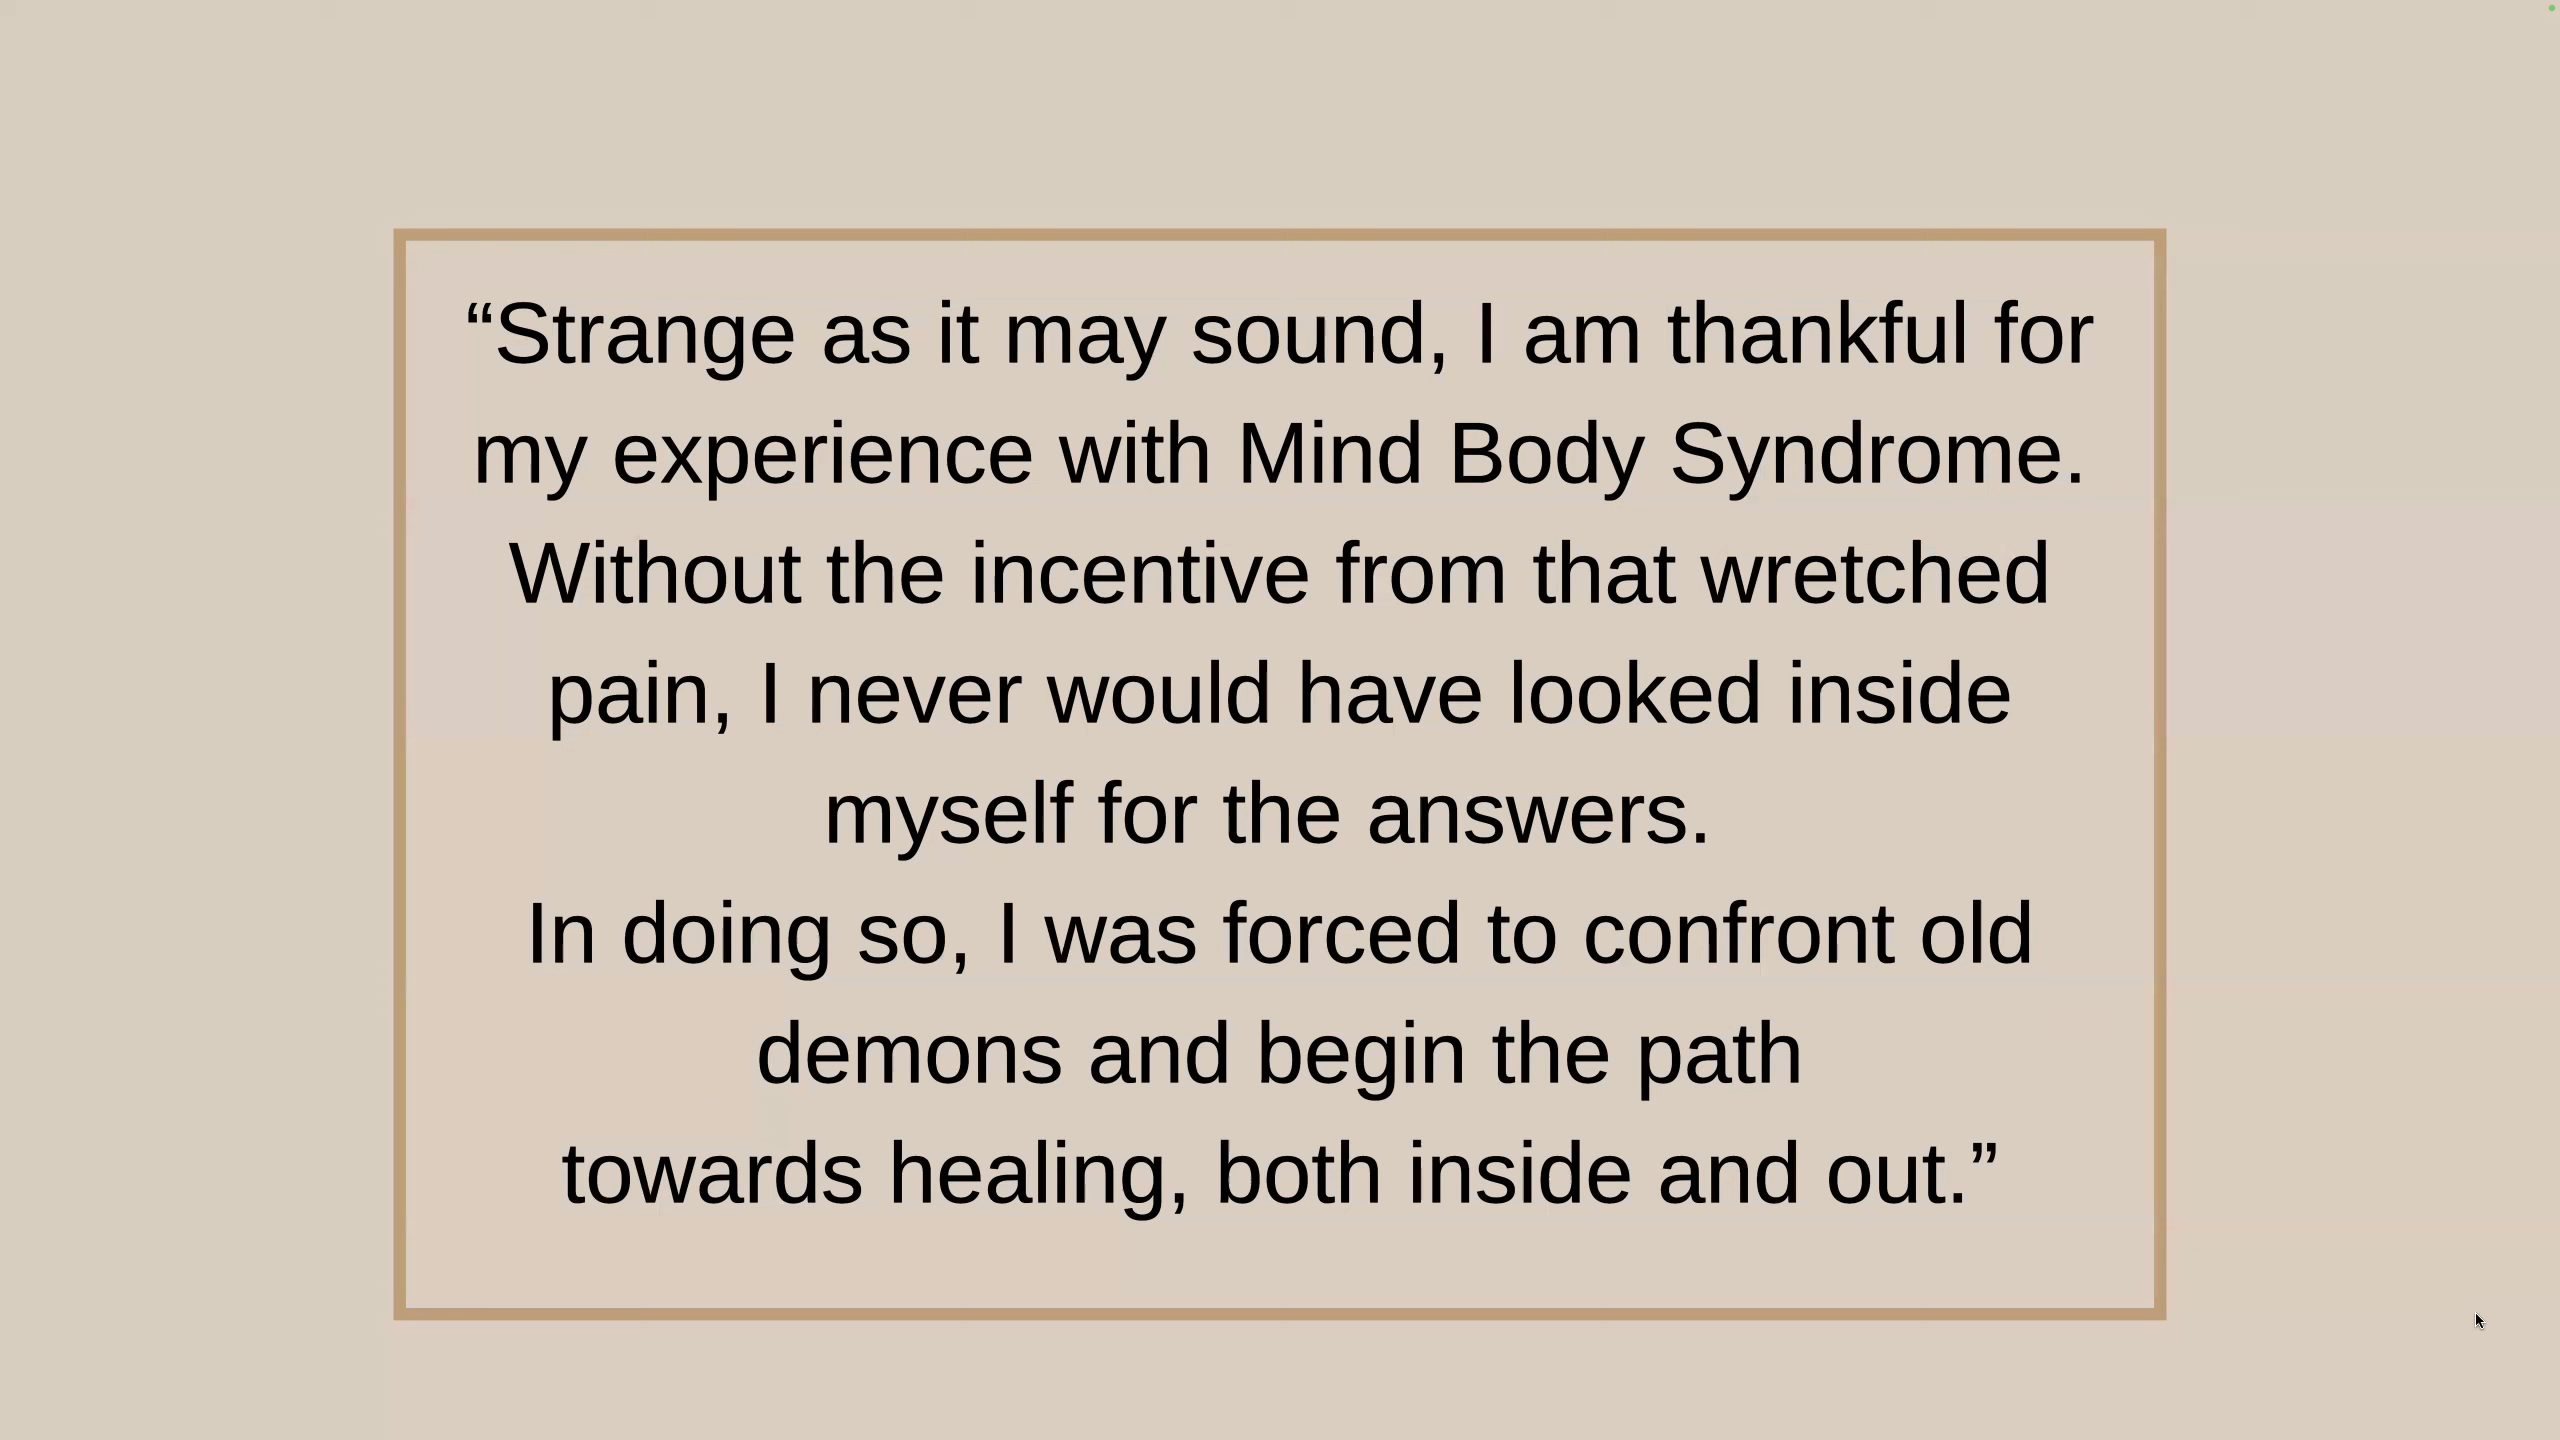 “Strange as it may sound, I am thankful for
my experience with Mind Body Syndrome.
Without the incentive from that wretched
pain, I never would have looked inside
myself for the answers.
In doing so, I was forced to confront old
demons and begin the path
towards healing, both inside and out.”